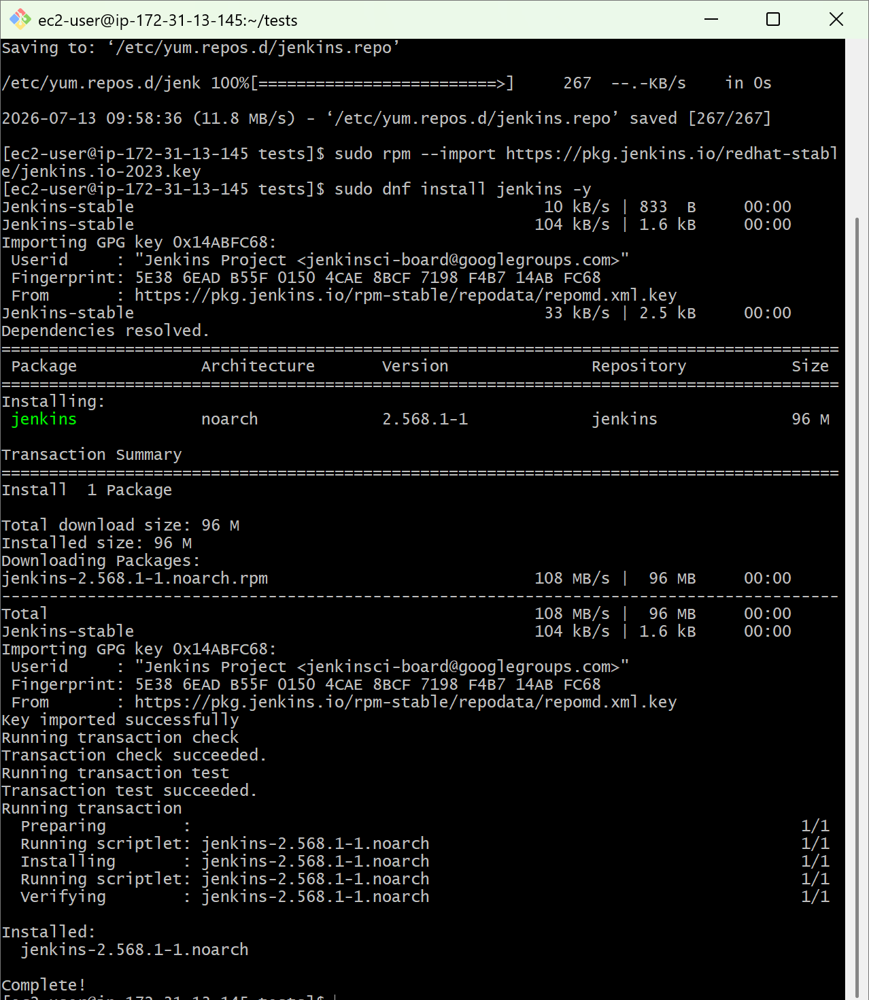 ec2-user@ip-172-31-13-145:~/tests
Saving to: ‘/etc/yum.repos.d/jenkins.repo’
/etc/yum.repos.d/jenk 100%[=========================>]     267  --.-KB/s    in 0s
2026-07-13 09:58:36 (11.8 MB/s) - ‘/etc/yum.repos.d/jenkins.repo’ saved [267/267]
[ec2-user@ip-172-31-13-145 tests]$ sudo rpm --import https://pkg.jenkins.io/redhat-stabl
e/jenkins.io-2023.key
[ec2-user@ip-172-31-13-145 tests]$ sudo dnf install jenkins -y
Jenkins-stable                                           10 kB/s | 833  B     00:00
Jenkins-stable                                          104 kB/s | 1.6 kB     00:00
Importing GPG key 0x14ABFC68:
 Userid     : "Jenkins Project <jenkinsci-board@googlegroups.com>"
 Fingerprint: 5E38 6EAD B55F 0150 4CAE 8BCF 7198 F4B7 14AB FC68
 From       : https://pkg.jenkins.io/rpm-stable/repodata/repomd.xml.key
Jenkins-stable                                           33 kB/s | 2.5 kB     00:00
Dependencies resolved.
========================================================================================
 Package             Architecture       Version               Repository           Size
========================================================================================
Installing:
 jenkins             noarch             2.568.1-1             jenkins              96 M
Transaction Summary
========================================================================================
Install  1 Package
Total download size: 96 M
Installed size: 96 M
Downloading Packages:
jenkins-2.568.1-1.noarch.rpm                            108 MB/s |  96 MB     00:00
----------------------------------------------------------------------------------------
Total                                                   108 MB/s |  96 MB     00:00
Jenkins-stable                                          104 kB/s | 1.6 kB     00:00
Importing GPG key 0x14ABFC68:
 Userid     : "Jenkins Project <jenkinsci-board@googlegroups.com>"
 Fingerprint: 5E38 6EAD B55F 0150 4CAE 8BCF 7198 F4B7 14AB FC68
 From       : https://pkg.jenkins.io/rpm-stable/repodata/repomd.xml.key
Key imported successfully
Running transaction check
Transaction check succeeded.
Running transaction test
Transaction test succeeded.
Running transaction
  Preparing        :                                                                1/1
  Running scriptlet: jenkins-2.568.1-1.noarch                                       1/1
  Installing       : jenkins-2.568.1-1.noarch                                       1/1
  Running scriptlet: jenkins-2.568.1-1.noarch                                       1/1
  Verifying        : jenkins-2.568.1-1.noarch                                       1/1
Installed:
  jenkins-2.568.1-1.noarch
Complete!
[ec2-user@ip-172-31-13-145 tests]$